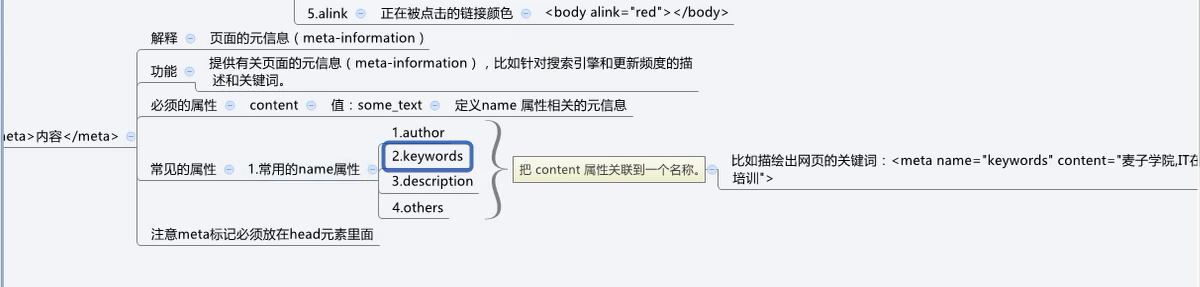 5.alink 正在被点击的链接颜色 <body alink="red"></body>
解释 页面的元信息（meta-information）
功能 提供有关页面的元信息（meta-information），比如针对搜索引擎和更新频度的描
述和关键词。
必须的属性 content 值：some_text 定义name 属性相关的元信息
eta>内容</meta>
常见的属性 1.常用的name属性
1.author
2.keywords
3.description
4.others
把 content 属性关联到一个名称。
比如描绘出网页的关键词：<meta name="keywords" content="麦子学院,IT在
培训">
注意meta标记必须放在head元素里面